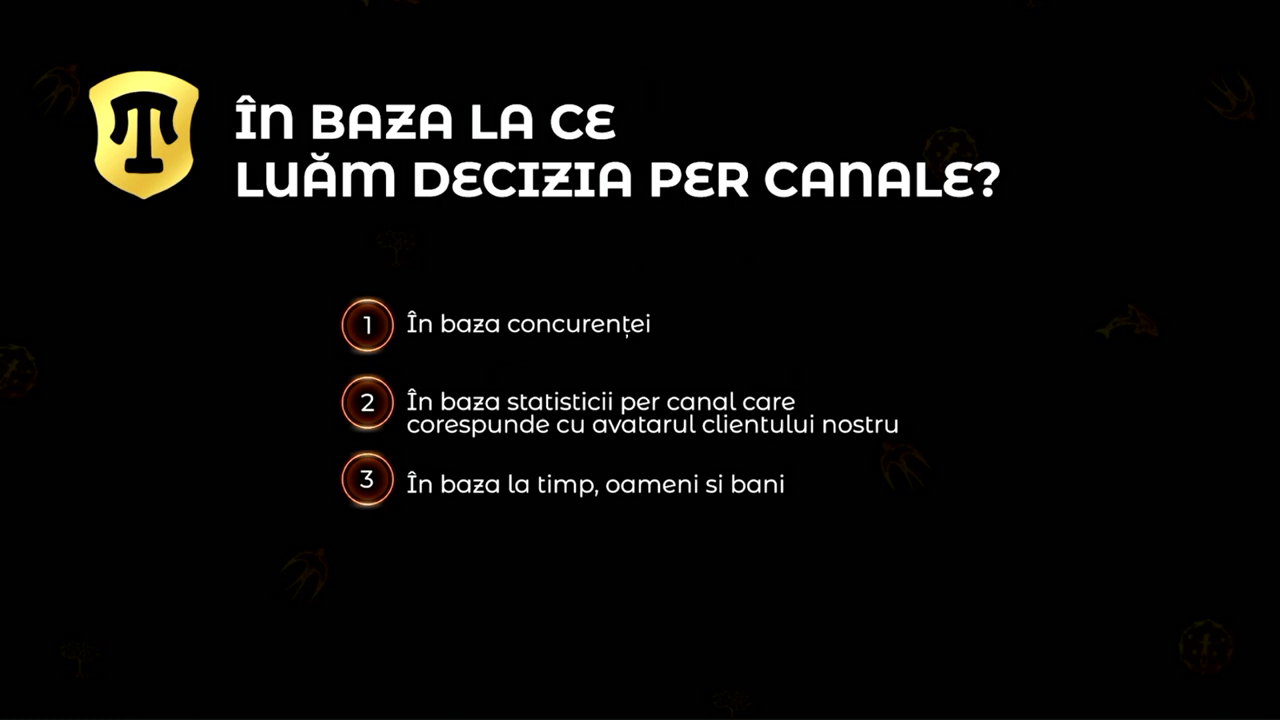 ÎN BAZA LA CE
LUĂM DECIZIA PER CANALE?
1 În baza concurenței
2 În baza statisticii per canal care
corespunde cu avatarul clientului nostru
3 În baza la timp, oameni si bani